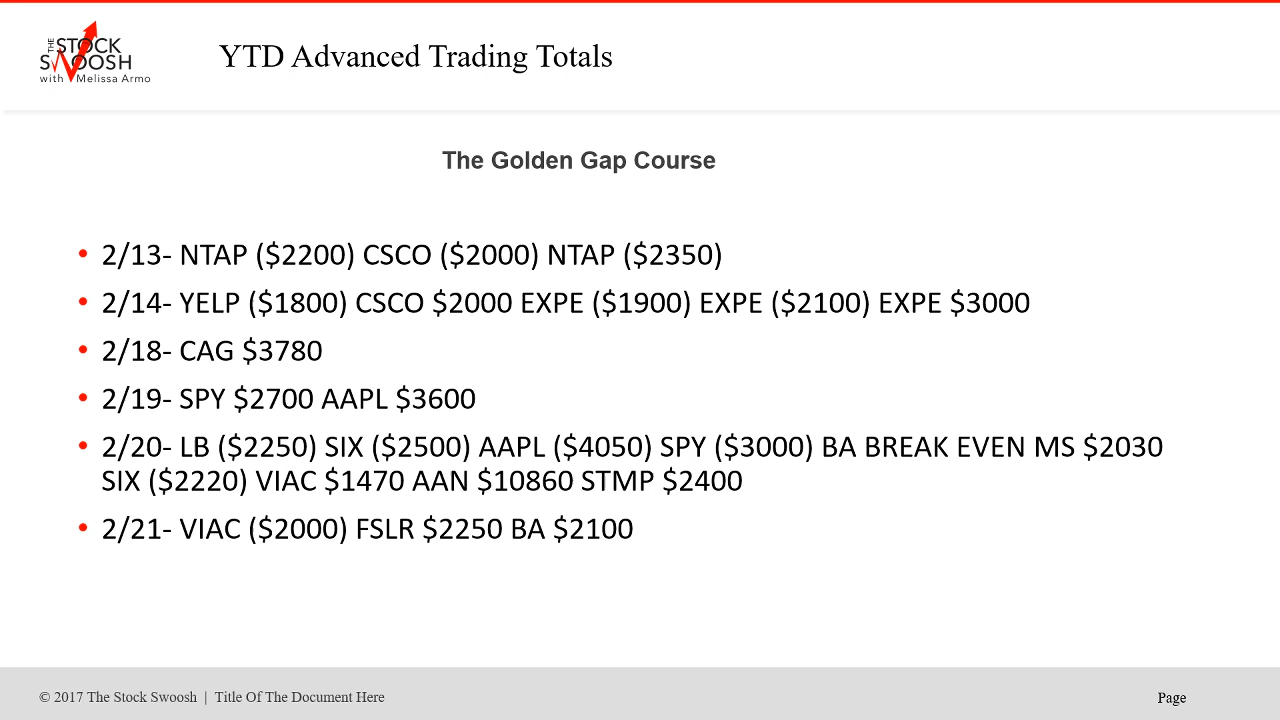 THE STOCK
SWOOSH
with Melissa Armo
YTD Advanced Trading Totals
The Golden Gap Course
• 2/13- NTAP ($2200) CSCO ($2000) NTAP ($2350)
• 2/14- YELP ($1800) CSCO $2000 EXPE ($1900) EXPE ($2100) EXPE $3000
• 2/18- CAG $3780
• 2/19- SPY $2700 AAPL $3600
• 2/20- LB ($2250) SIX ($2500) AAPL ($4050) SPY ($3000) BA BREAK EVEN MS $2030
SIX ($2220) VIAC $1470 AAN $10860 STMP $2400
• 2/21- VIAC ($2000) FSLR $2250 BA $2100
© 2017 The Stock Swoosh | Title Of The Document Here
Page